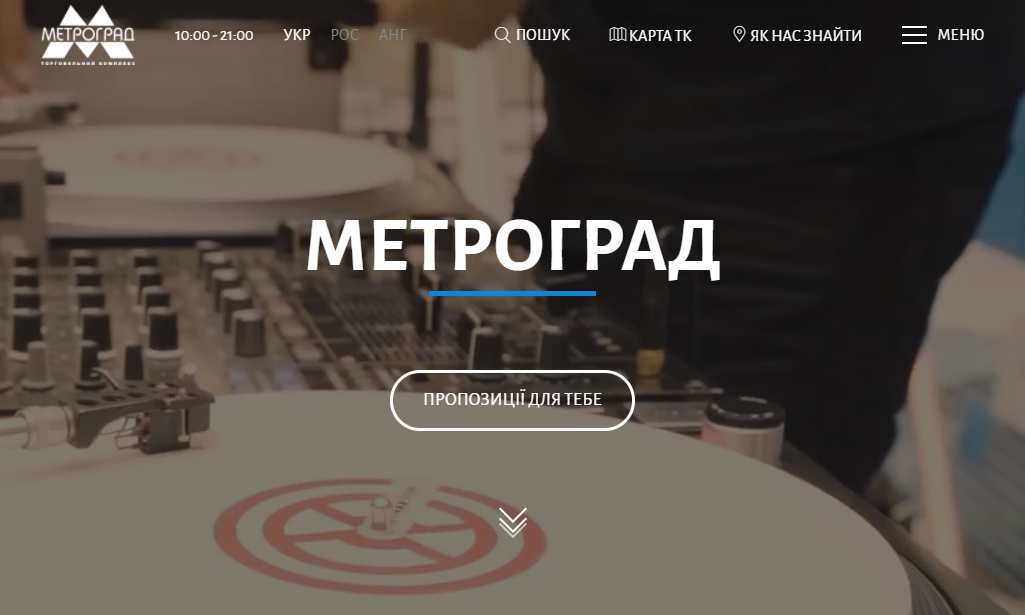 МЕТРОГРАД
ТОРГОВЕЛЬНИЙ КОМПЛЕКС
10:00 - 21:00 УКР РОС АНГ ПОШУК КАРТА ТК ЯК НАС ЗНАЙТИ МЕНЮ
МЕТРОГРАД
ПРОПОЗИЦІЇ ДЛЯ ТЕБЕ